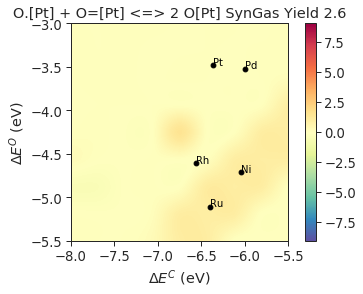 O.[Pt] + O=[Pt] <=> 2 O[Pt] SynGas Yield 2.6
−3.0
−3.5
−4.0
−4.5
−5.0
−5.5
ΔE^O (eV)
Pt
Pd
Rh
Ni
Ru
−8.0 −7.5 −7.0 −6.5 −6.0 −5.5
ΔE^C (eV)
7.5
5.0
2.5
0.0
−2.5
−5.0
−7.5